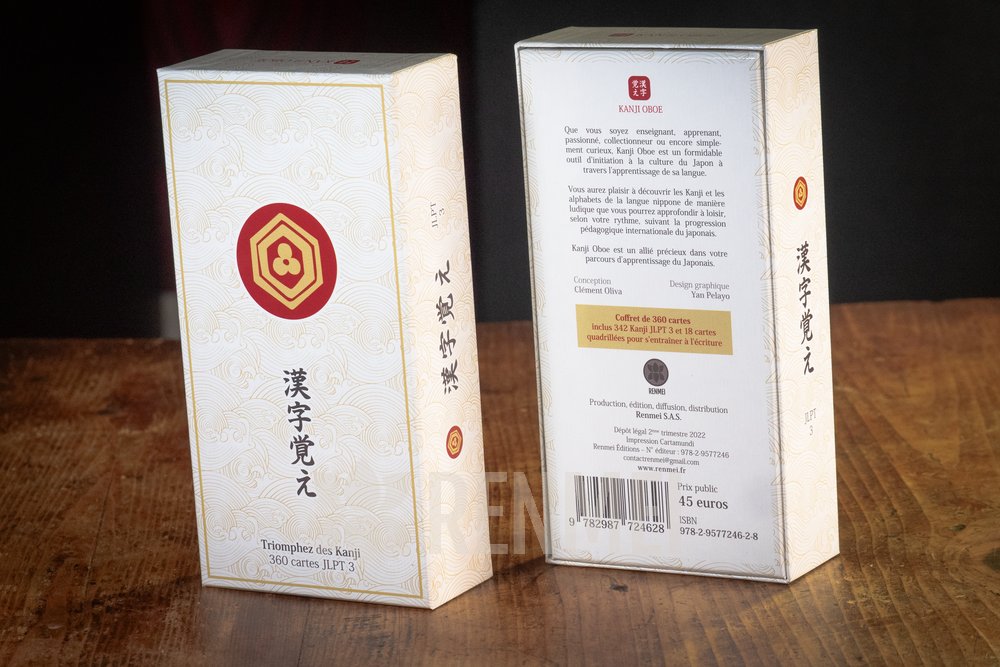 漢字覚え
Triomphez des Kanji
360 cartes JLPT 3
JLPT
3
漢字覚え
漢字
覚え
KANJI OBOE
Que vous soyez enseignant, apprenant,
passionné, collectionneur ou encore simple-
ment curieux, Kanji Oboe est un formidable
outil d'initiation à la culture du Japon à
travers l'apprentissage de sa langue.
Vous aurez plaisir à découvrir les Kanji et les
alphabets de la langue nippone de manière
ludique que vous pourrez approfondir à loisir,
selon votre rythme, suivant la progression
pédagogique internationale du japonais.
Kanji Oboe est un allié précieux dans votre
parcours d'apprentissage du Japonais.
Conception
Clément Oliva
Design graphique
Yan Pelayo
Coffret de 360 cartes
inclus 342 Kanji JLPT 3 et 18 cartes
quadrillées pour s'entraîner à l'écriture
RENMEI
Production, édition, diffusion, distribution
Renmei S.A.S.
Dépôt légal 2ème trimestre 2022
Impression Cartamundi
Renmei Éditions - N° éditeur : 978-2-9577246
contactrenmei@gmail.com
www.renmei.fr
9 782987 724628
Prix public
45 euros
ISBN
978-2-9577246-2-8
漢字覚え
JLPT
3
RENMEI